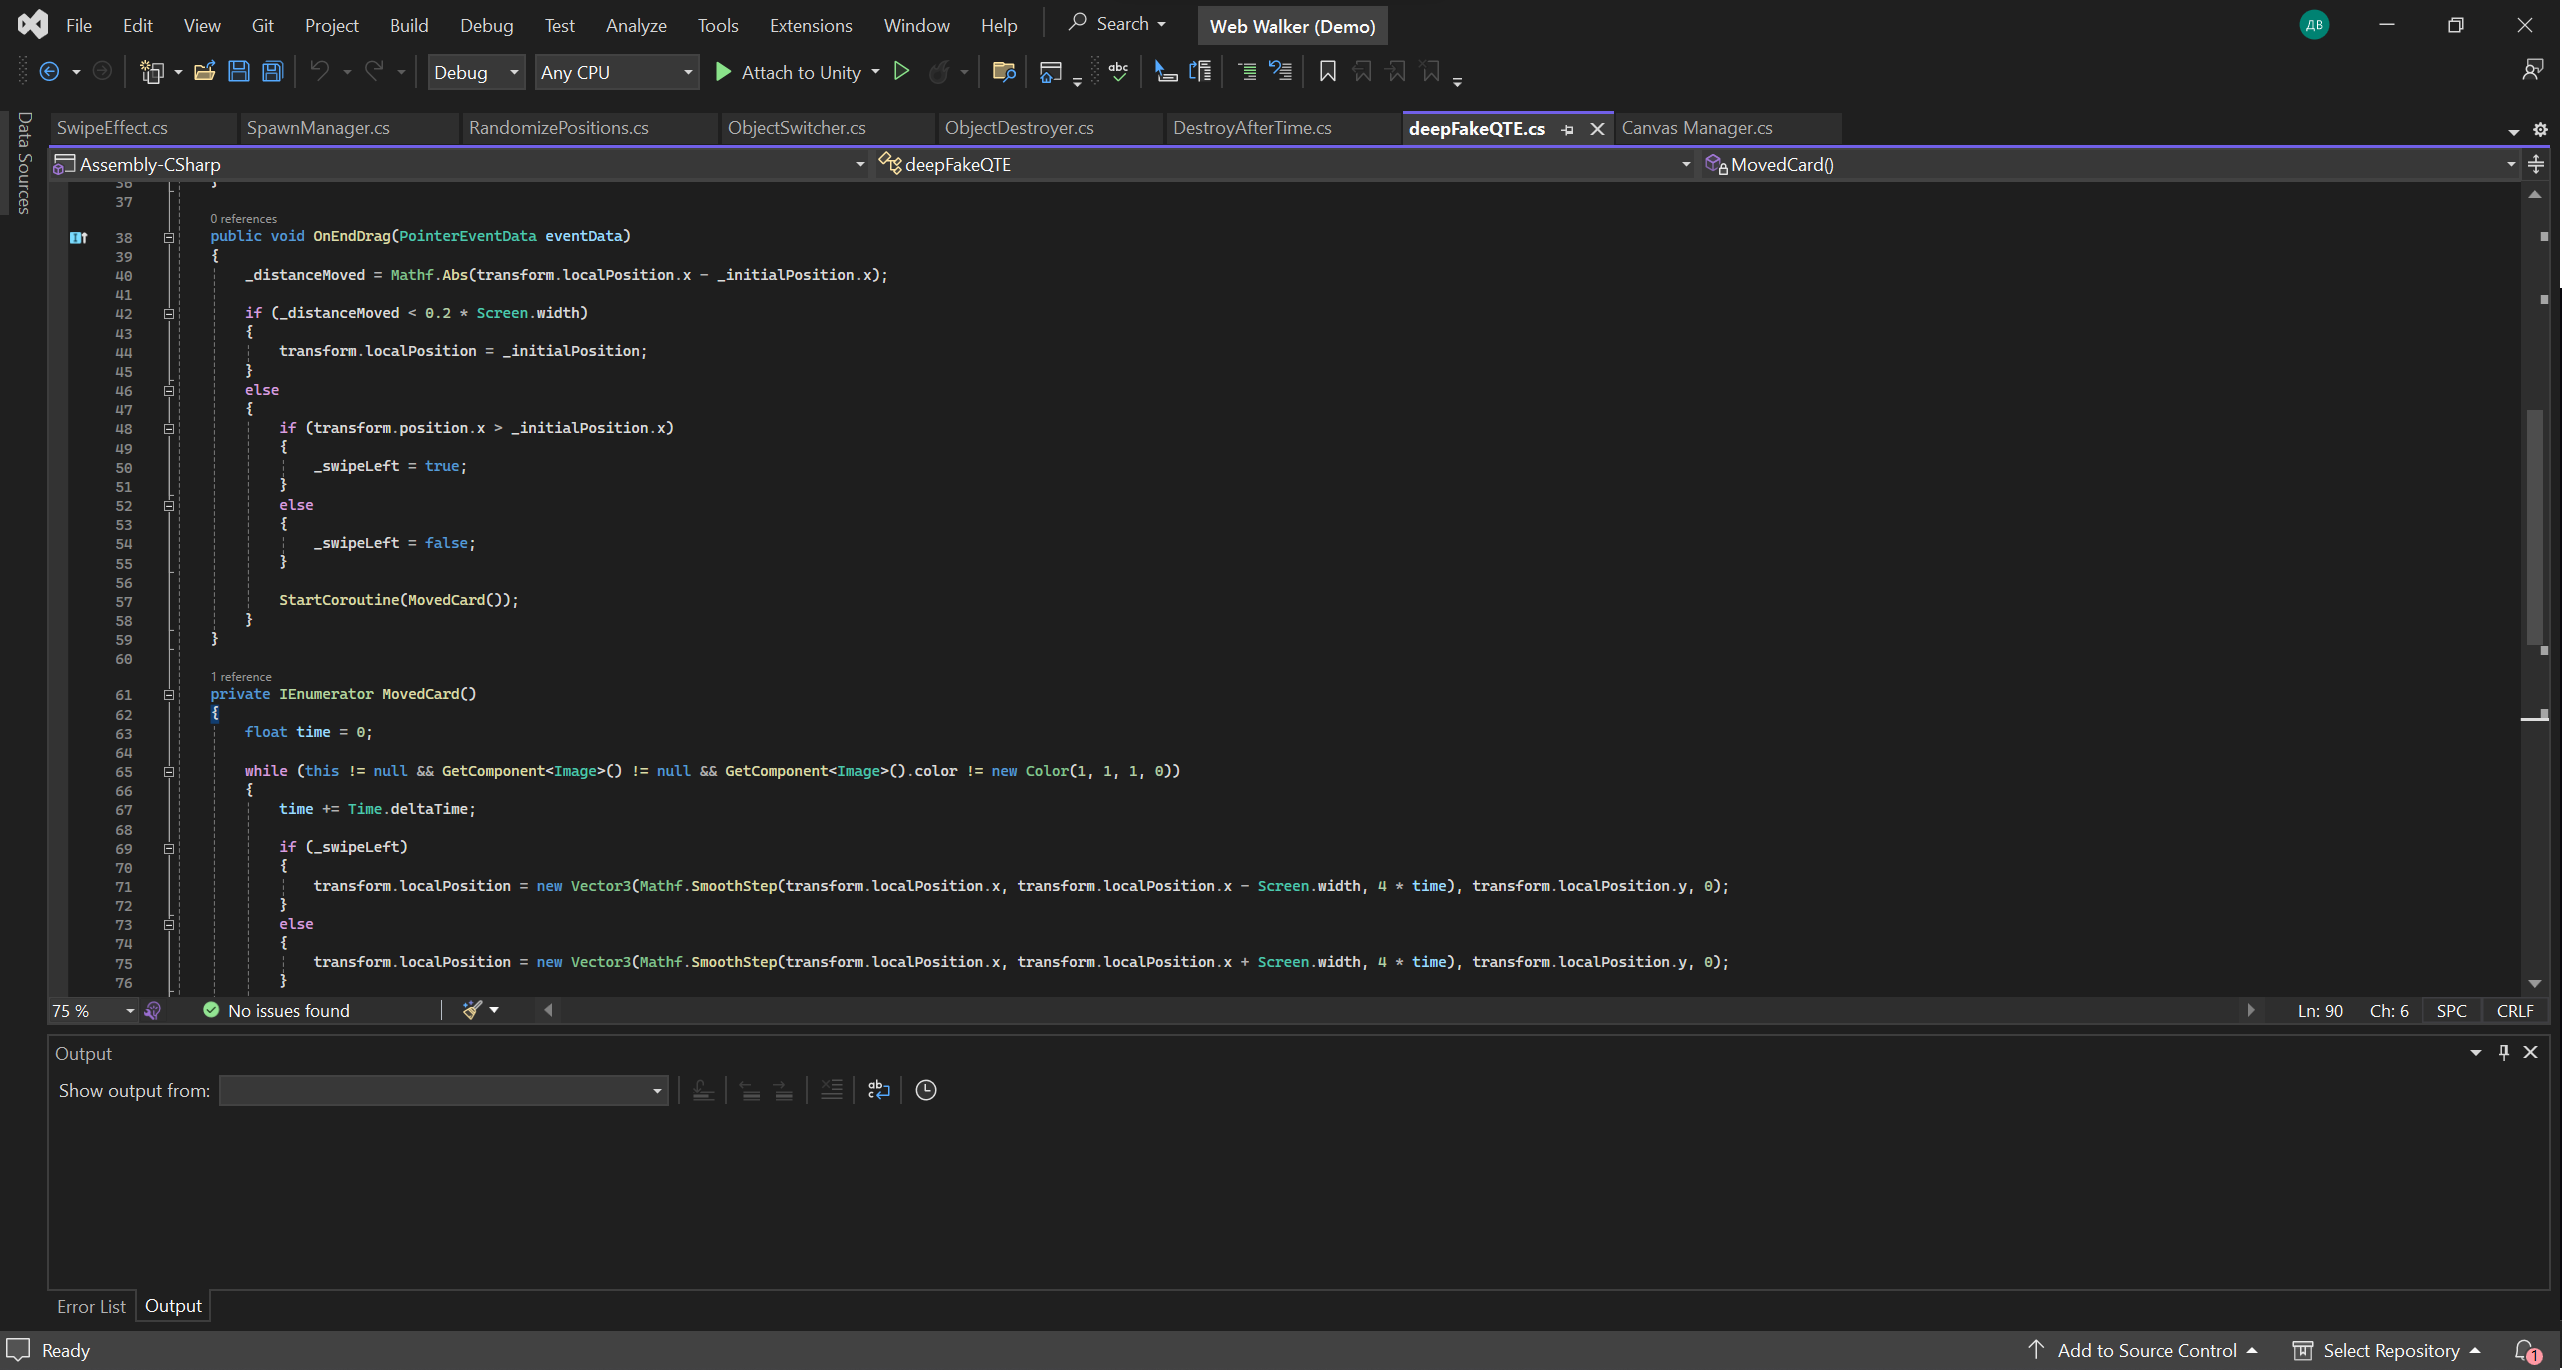 File Edit View Git Project Build Debug Test Analyze Tools Extensions Window Help Search Web Walker (Demo) ДВ
Debug Any CPU Attach to Unity
Data Sources
SwipeEffect.cs SpawnManager.cs RandomizePositions.cs ObjectSwitcher.cs ObjectDestroyer.cs DestroyAfterTime.cs deepFakeQTE.cs Canvas Manager.cs
Assembly-CSharp deepFakeQTE MovedCard()
36 }
37
0 references
38 public void OnEndDrag(PointerEventData eventData)
39 {
40 _distanceMoved = Mathf.Abs(transform.localPosition.x - _initialPosition.x);
41
42 if (_distanceMoved < 0.2 * Screen.width)
43 {
44 transform.localPosition = _initialPosition;
45 }
46 else
47 {
48 if (transform.position.x > _initialPosition.x)
49 {
50 _swipeLeft = true;
51 }
52 else
53 {
54 _swipeLeft = false;
55 }
56
57 StartCoroutine(MovedCard());
58 }
59 }
60
1 reference
61 private IEnumerator MovedCard()
62 {
63 float time = 0;
64
65 while (this != null && GetComponent<Image>() != null && GetComponent<Image>().color != new Color(1, 1, 1, 0))
66 {
67 time += Time.deltaTime;
68
69 if (_swipeLeft)
70 {
71 transform.localPosition = new Vector3(Mathf.SmoothStep(transform.localPosition.x, transform.localPosition.x - Screen.width, 4 * time), transform.localPosition.y, 0);
72 }
73 else
74 {
75 transform.localPosition = new Vector3(Mathf.SmoothStep(transform.localPosition.x, transform.localPosition.x + Screen.width, 4 * time), transform.localPosition.y, 0);
76 }
75 % No issues found Ln: 90 Ch: 6 SPC CRLF
Output
Show output from:
Error List Output
Ready Add to Source Control Select Repository 1